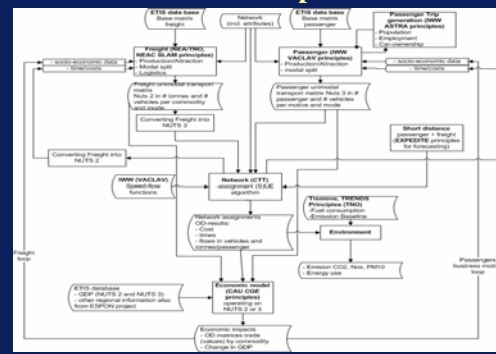 ETIS data base
Base matrix
freight
Network
(incl. attributes)
ETIS data base
Base matrix
passenger
Passenger Trip
generation (IWW
ASTRA principles)
- Population
- Employment
- Car-ownership
Freight (NEA/TNO,
NEAC SLAM principles)
- Production/Attraction
- Modal split
- Logistics
Passenger (IWW
VACLAV principles)
- Production/Attraction
- modal split
- socio-economic data
- time/costs
- socio-economic data
- time/costs
Freight unimodal transport
matrix
Nuts 2 in # tonnes and #
vehicles per commodity
and mode
Passenger unimodal
transport matrix Nuts 3 in #
passenger and # vehicles
per motive and mode
Converting Freight into
NUTS 3
Short distance
passenger + freight
(EXPEDITE principles
for forecasting)
Converting Freight into
NUTS 2
IWW (VACLAV)
Speed-flow
functions
Network (CTT)
-assignment (S)UE
algorithm
Tremove, TRENDS
Principles (TNO)
-Fuel consumption
-Emission Baseline
Network assignments
OD-results:
- Cost
- times
- flows in vehicles and
tonnes/passenger
Environment
Freight
loop
- Emission CO2, Nox, PM10
- Energy use
Passengers
business mob
loop
ETIS database
- GDP (NUTS 2 and NUTS 3)
- other regional information also
from ESPON project
Economic model
(CAU CGE
principles)
operating on
NUTS 2 or 3
Economic impacts
- OD matrices trade
(values) by commodity
- Change in GDP